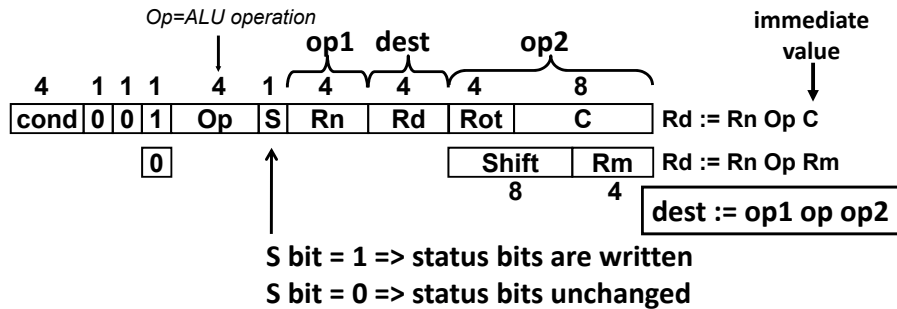 Op=ALU operation
immediate
value
op1 dest op2
4 1 1 1 4 1 4 4 4 8
cond 0 0 1 Op S Rn Rd Rot C Rd := Rn Op C
0 Shift Rm Rd := Rn Op Rm
8 4
dest := op1 op op2
S bit = 1 => status bits are written
S bit = 0 => status bits unchanged